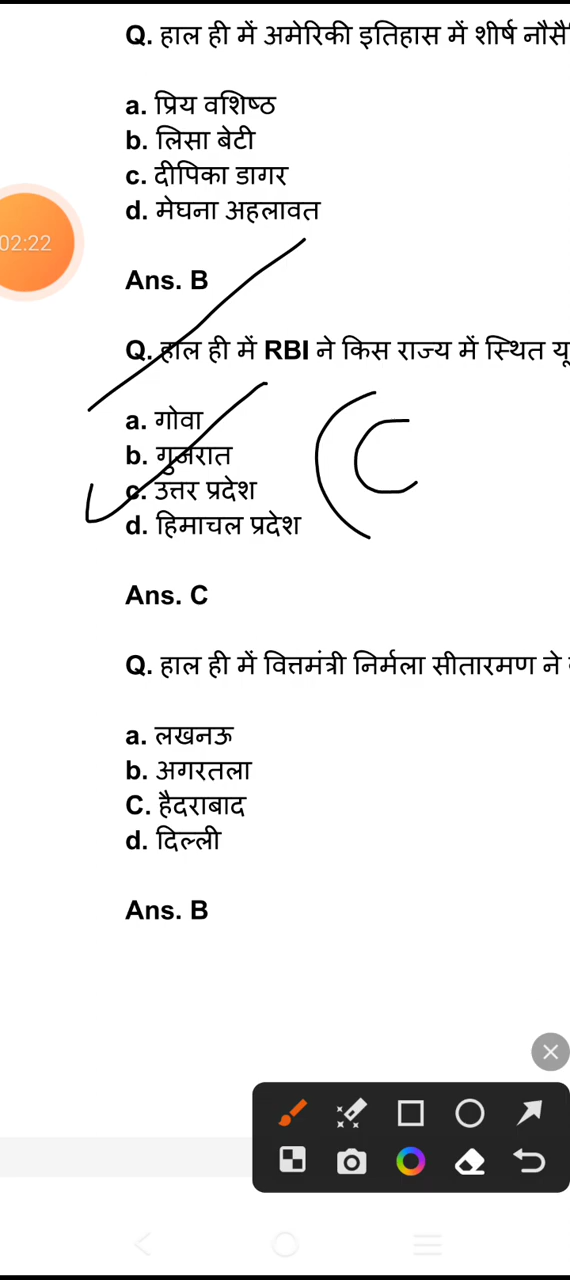 Q. हाल ही में अमेरिकी इतिहास में शीर्ष
a. प्रिय वशिष्ठ
b. लिसा बेटी
c. दीपिका डागर
d. मेघना अहलावत
02:22
Ans. B
Q. हाल ही में RBI ने किस राज्य में स्थित
a. गोवा
b. गुजरात
c. उत्तर प्रदेश
d. हिमाचल प्रदेश
C
Ans. C
Q. हाल ही में वित्तमंत्री निर्मला सीतारमण ने
a. लखनऊ
b. अगरतला
C. हैदराबाद
d. दिल्ली
Ans. B